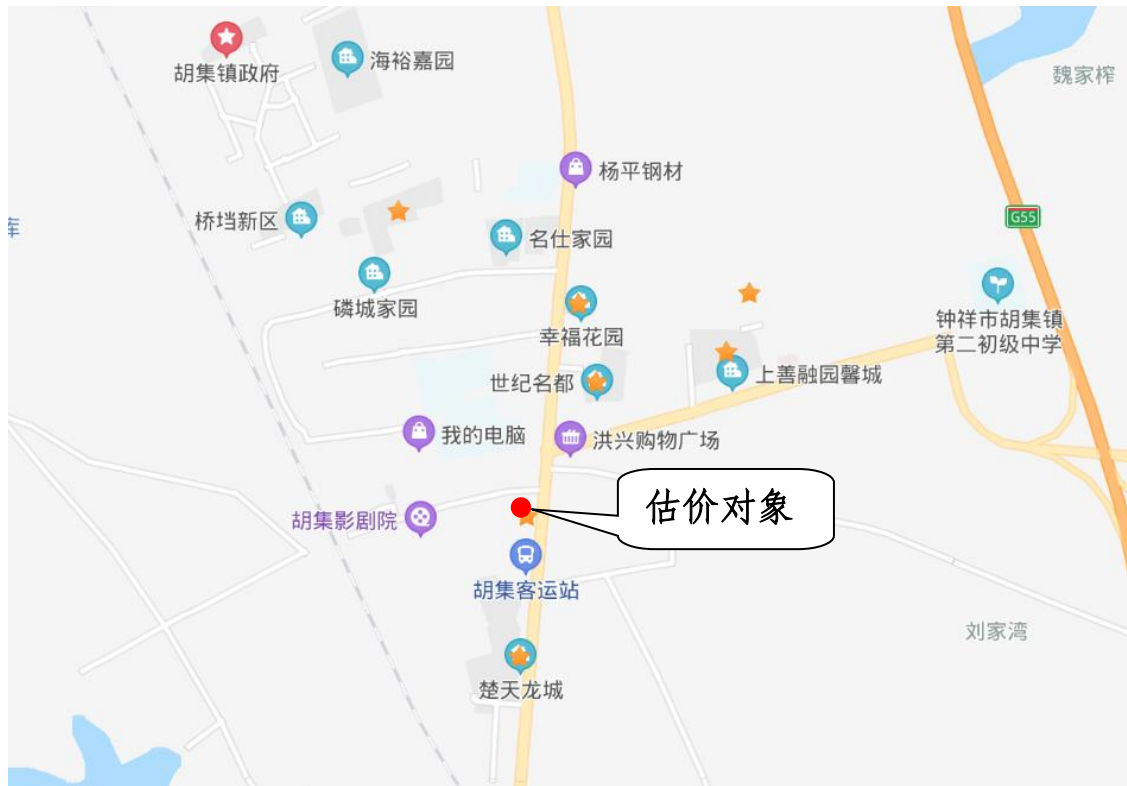 海裕嘉园
胡集镇政府
魏家榨
杨平钢材
桥垱新区
G55
库
名仕家园
磷城家园
钟祥市胡集镇
第二初级中学
幸福花园
世纪名都
上善融园馨城
我的电脑
洪兴购物广场
估价对象
胡集影剧院
胡集客运站
刘家湾
楚天龙城